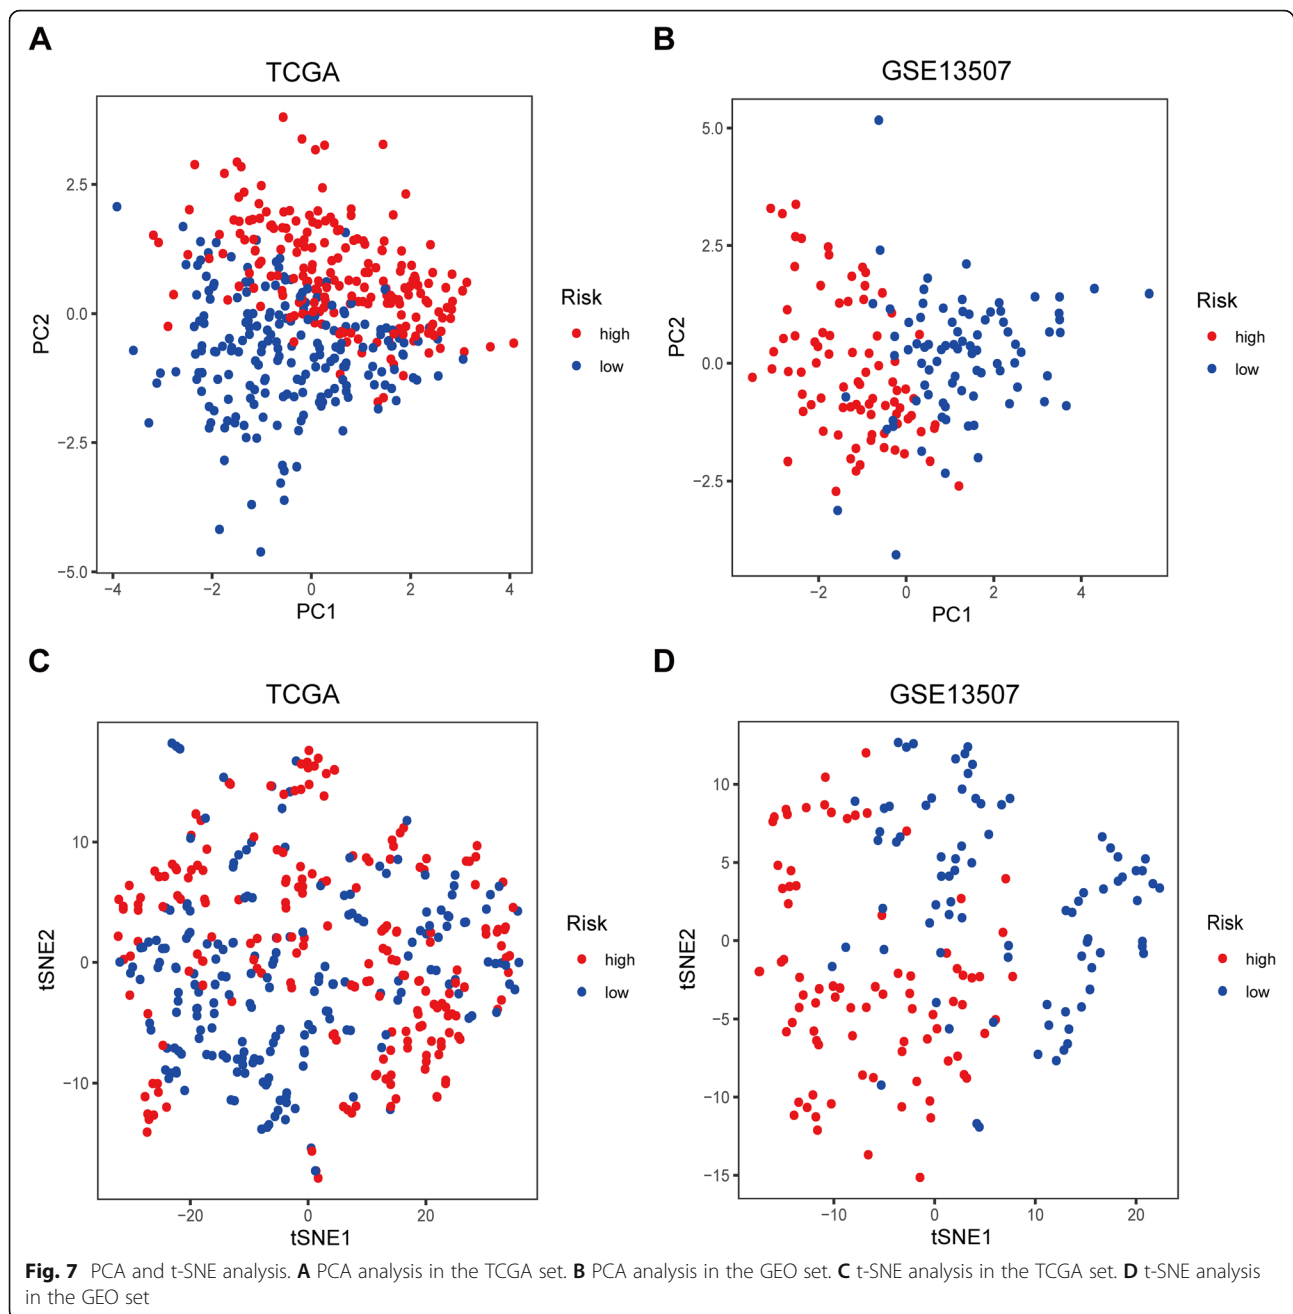 A
TCGA
2.5
0.0
−2.5
−5.0
PC2
−4
−2
0
2
4
PC1
Risk
high
low
B
GSE13507
5.0
2.5
0.0
−2.5
PC2
−2
0
2
4
PC1
Risk
high
low
C
TCGA
10
0
−10
tSNE2
−20
0
20
tSNE1
Risk
high
low
D
GSE13507
10
5
0
−5
−10
−15
tSNE2
−10
0
10
20
tSNE1
Risk
high
low
Fig. 7 PCA and t-SNE analysis. A PCA analysis in the TCGA set. B PCA analysis in the GEO set. C t-SNE analysis in the TCGA set. D t-SNE analysis
in the GEO set